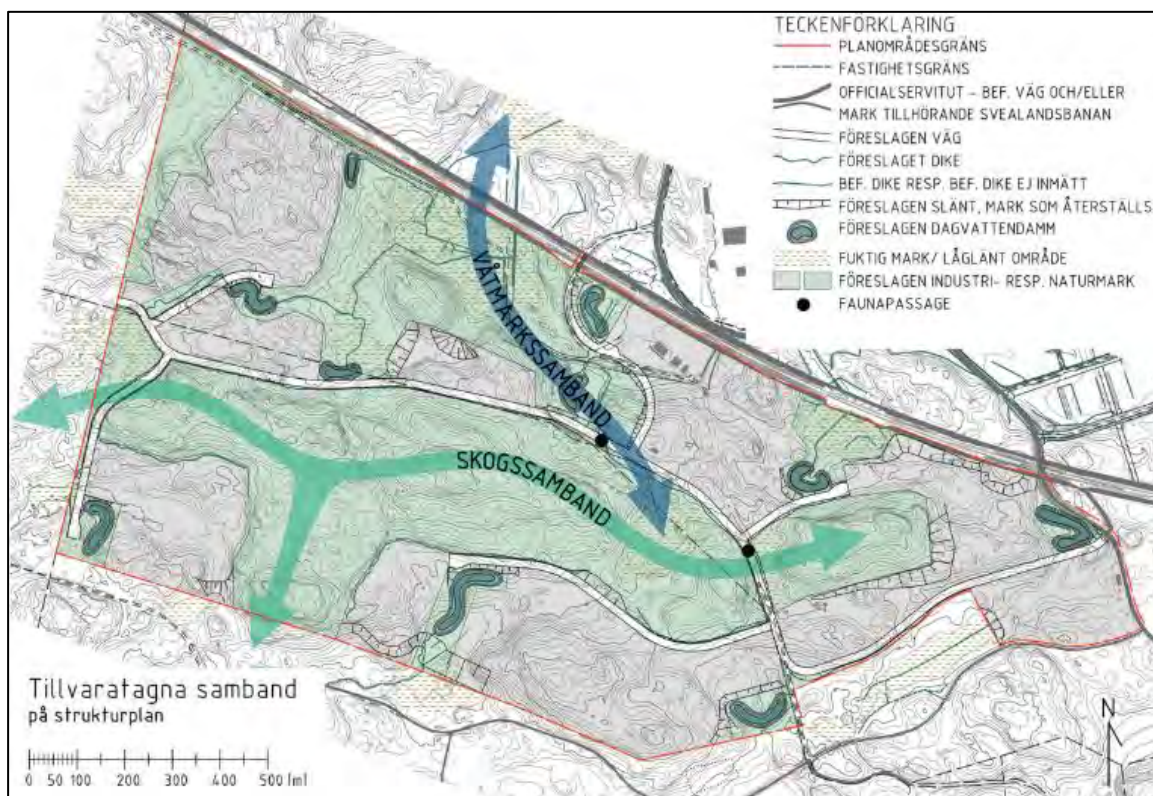 TECKENFÖRKLARING
PLANOMRÅDESGRÄNS
FASTIGHETSGRÄNS
OFFICIALSERVITUT – BEF. VÄG OCH/ELLER
MARK TILLHÖRANDE SVEALANDSBANAN
FÖRESLAGEN VÄG
FÖRESLAGET DIKE
BEF. DIKE RESP. BEF. DIKE EJ INMÄTT
FÖRESLAGEN SLÄNT, MARK SOM ÅTERSTÄLLS
FÖRESLAGEN DAGVATTENDAMM
FUKTIG MARK/ LÅGLÄNT OMRÅDE
FÖRESLAGEN INDUSTRI- RESP. NATURMARK
FAUNAPASSAGE
VÅTMARKSSAMBAND
SKOGSSAMBAND
Tillvaratagna samband
på strukturplan
0 50 100 200 300 400 500 [m]
N